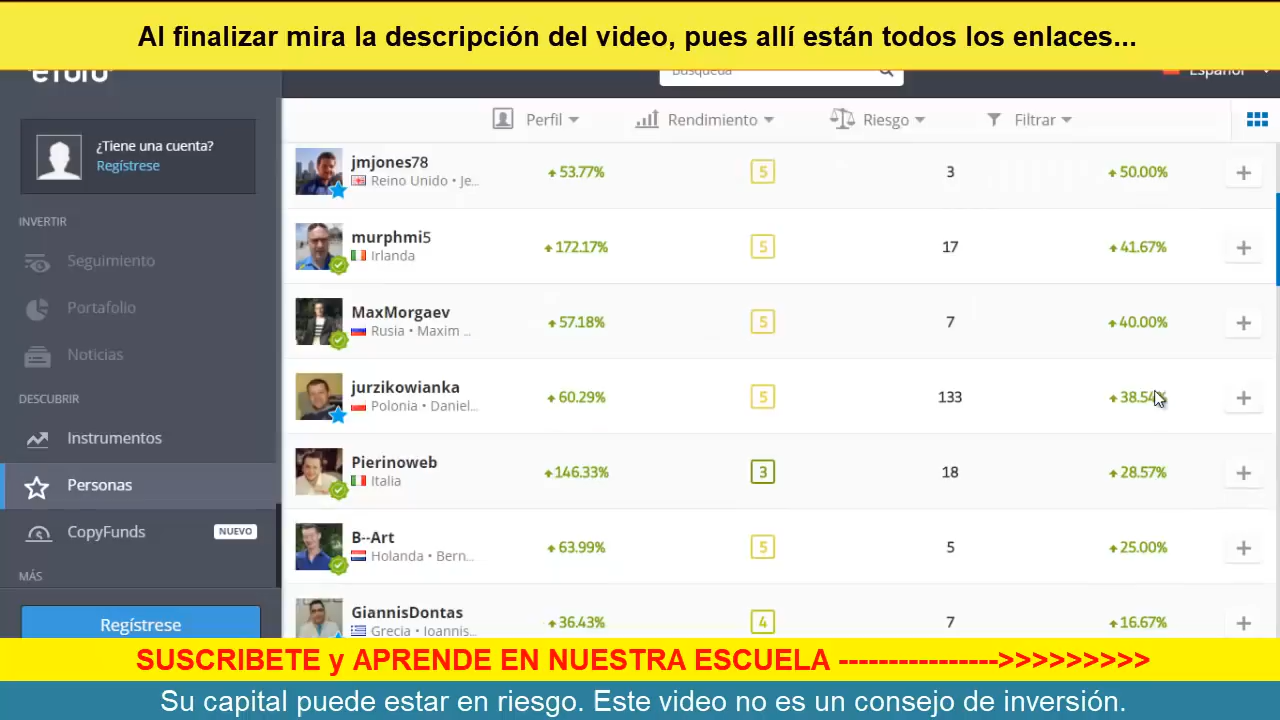 Al finalizar mira la descripción del video, pues allí están todos los enlaces...
eToro
Búsqueda
Español
¿Tiene una cuenta?
Regístrese
INVERTIR
Seguimiento
Portafolio
Noticias
DESCUBRIR
Instrumentos
Personas
CopyFunds NUEVO
MÁS
Regístrese
Perfil Rendimiento Riesgo Filtrar
jmjones78
Reino Unido • Je...
53.77% 5 3 50.00% +
murphmi5
Irlanda
172.17% 5 17 41.67% +
MaxMorgaev
Rusia • Maxim ...
57.18% 5 7 40.00% +
jurzikowianka
Polonia • Daniel...
60.29% 5 133 38.54% +
Pierinoweb
Italia
146.33% 3 18 28.57% +
B--Art
Holanda • Bern...
63.99% 5 5 25.00% +
GiannisDontas
Grecia • Ioannis...
36.43% 4 7 16.67% +
SUSCRIBETE y APRENDE EN NUESTRA ESCUELA ---------------->>>>>>>>>
Su capital puede estar en riesgo. Este video no es un consejo de inversión.